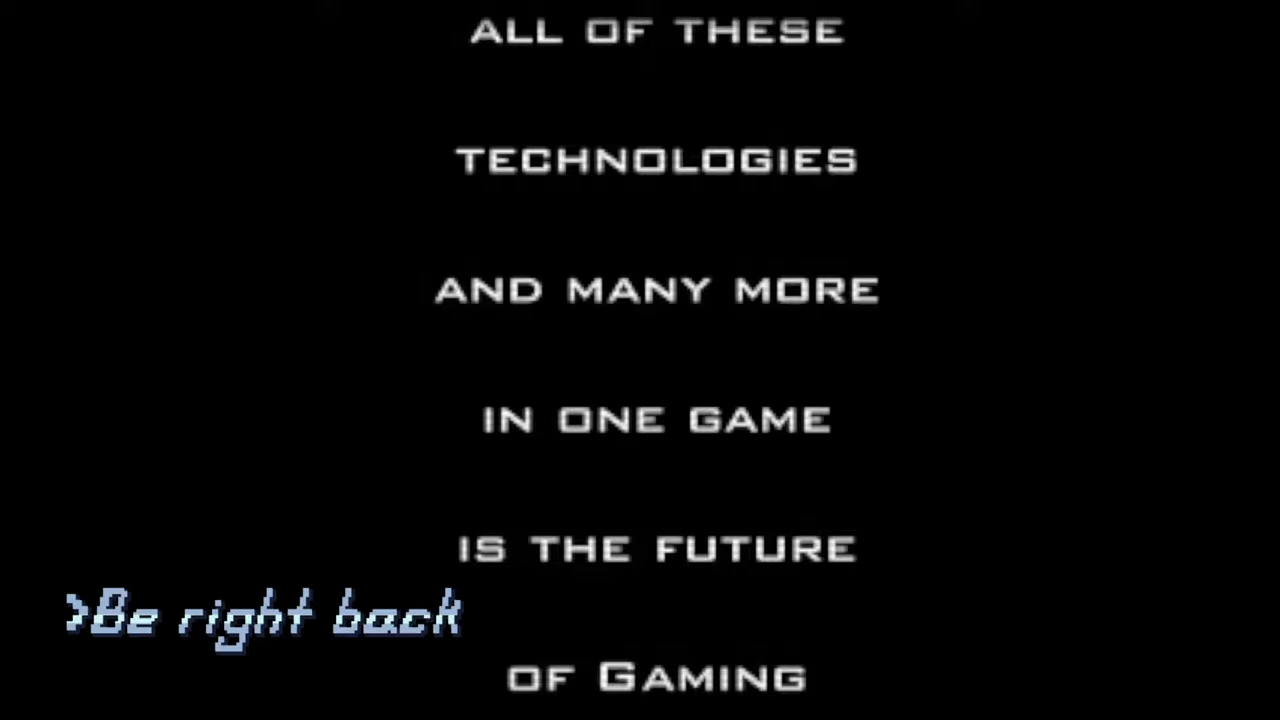 ALL OF THESE
TECHNOLOGIES
AND MANY MORE
IN ONE GAME
IS THE FUTURE
>Be right back
OF GAMING